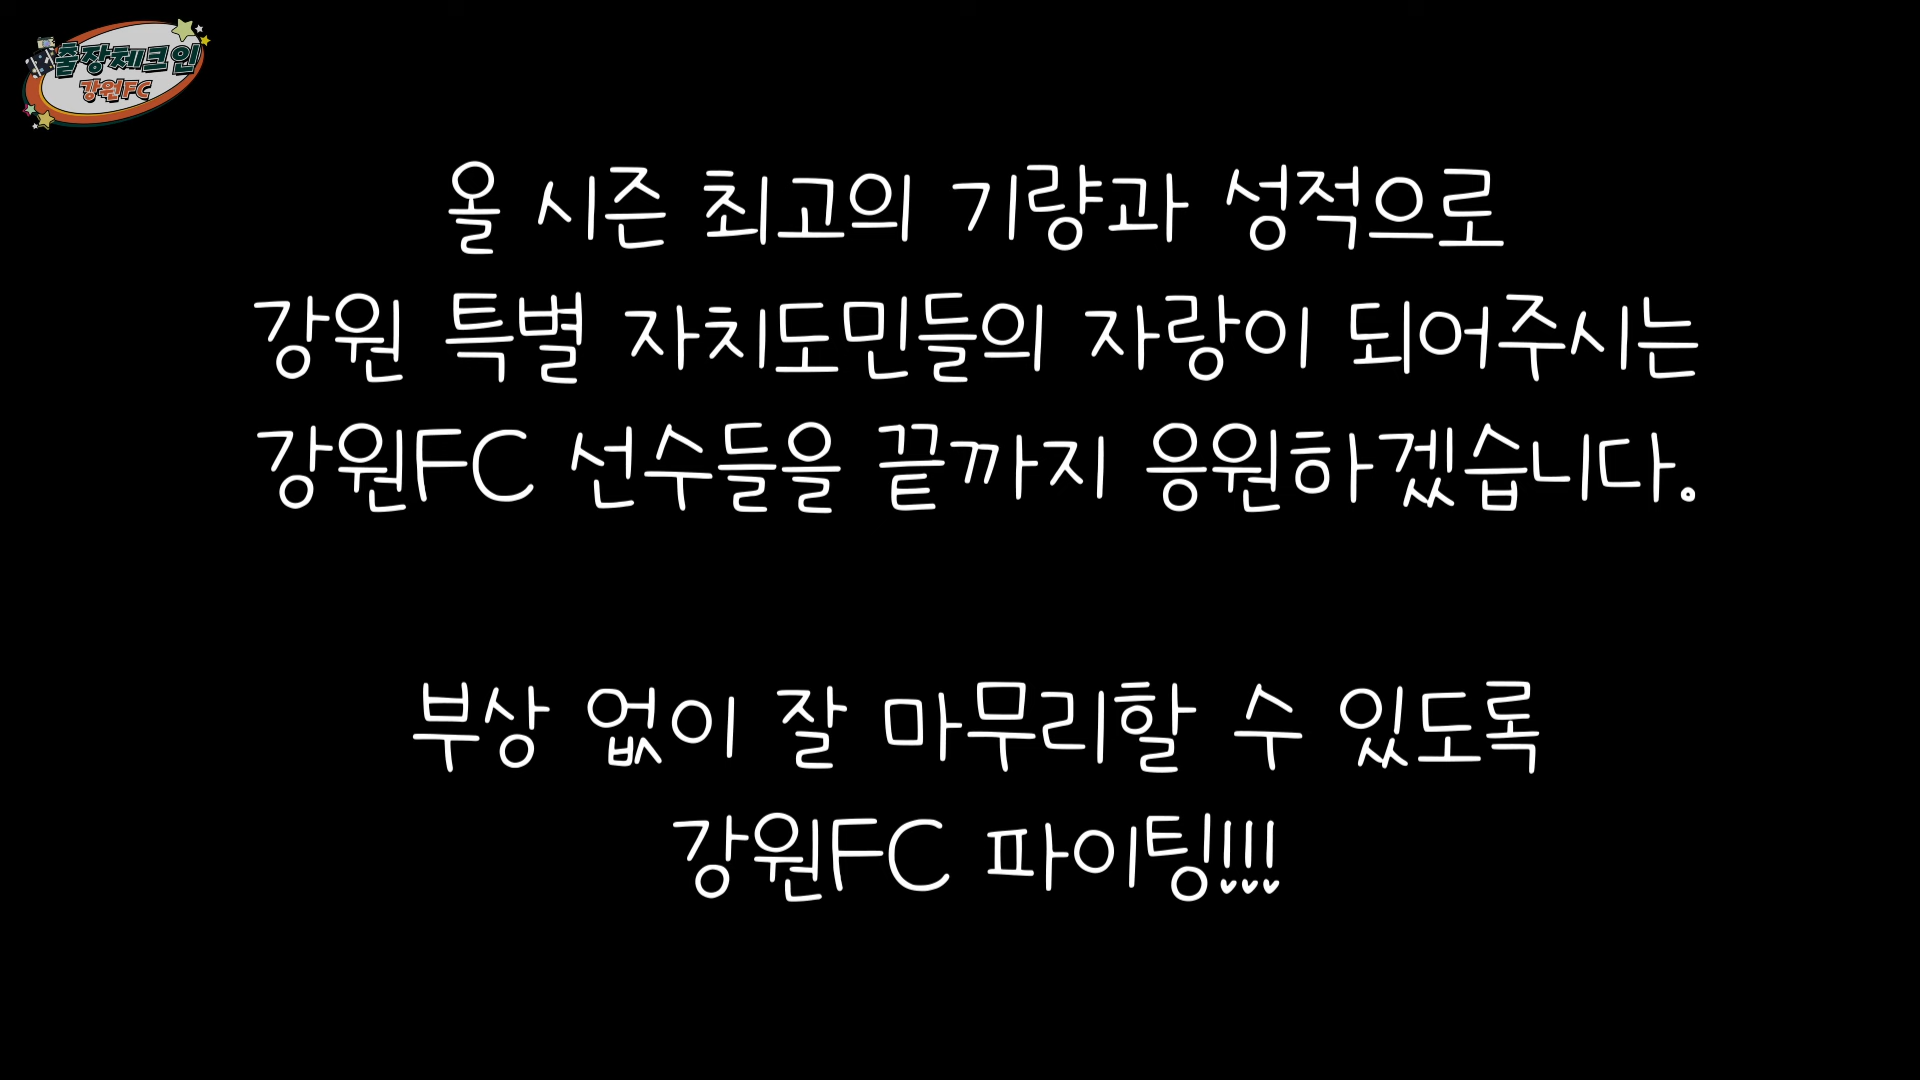 출장체크인
강원FC
올 시즌 최고의 기량과 성적으로
강원 특별 자치도민들의 자랑이 되어주시는
강원FC 선수들을 끝까지 응원하겠습니다.
부상 없이 잘 마무리할 수 있도록
강원FC 파이팅!!!